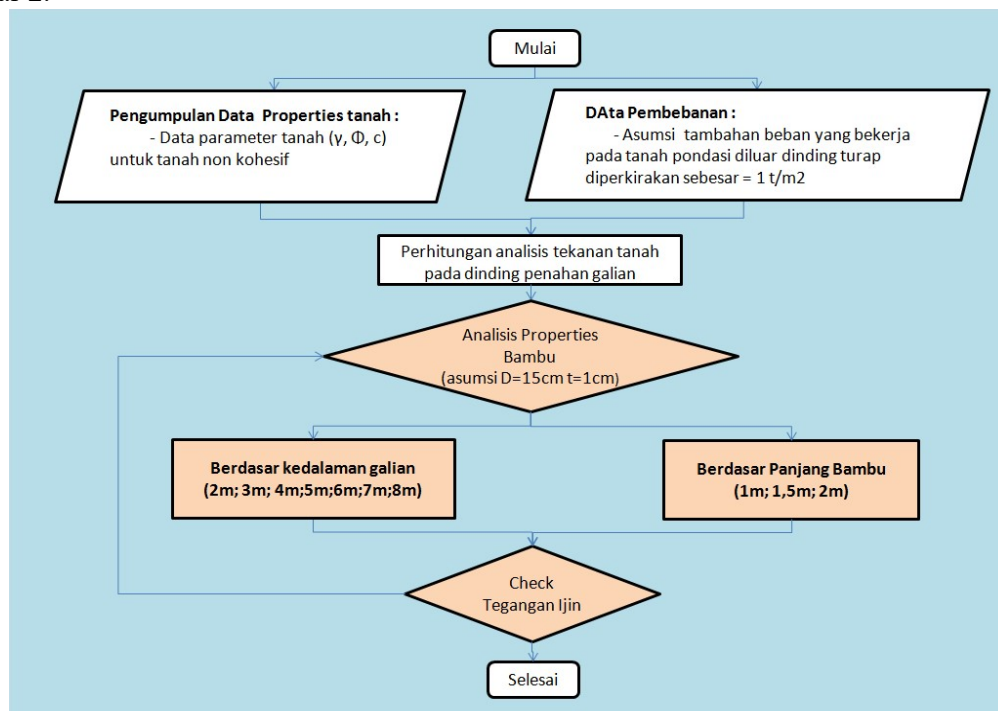 Mulai
Pengumpulan Data Properties tanah :
- Data parameter tanah (γ, Φ, c)
untuk tanah non kohesif
DAta Pembebanan :
- Asumsi tambahan beban yang bekerja
pada tanah pondasi diluar dinding turap
diperkirakan sebesar = 1 t/m2
Perhitungan analisis tekanan tanah
pada dinding penahan galian
Analisis Properties
Bambu
(asumsi D=15cm t=1cm)
Berdasar kedalaman galian
(2m; 3m; 4m;5m;6m;7m;8m)
Berdasar Panjang Bambu
(1m; 1,5m; 2m)
Check
Tegangan Ijin
Selesai